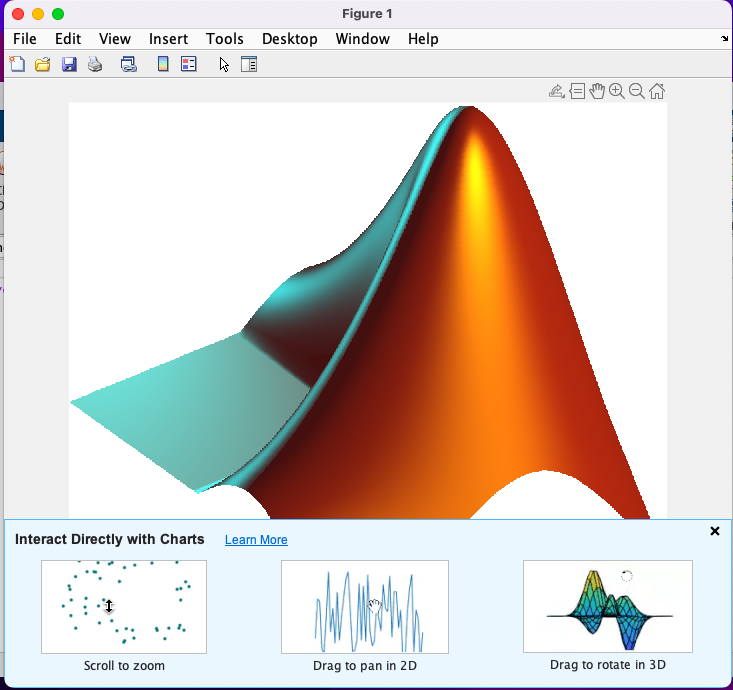 Figure 1
File Edit View Insert Tools Desktop Window Help
Interact Directly with Charts Learn More
Scroll to zoom Drag to pan in 2D Drag to rotate in 3D